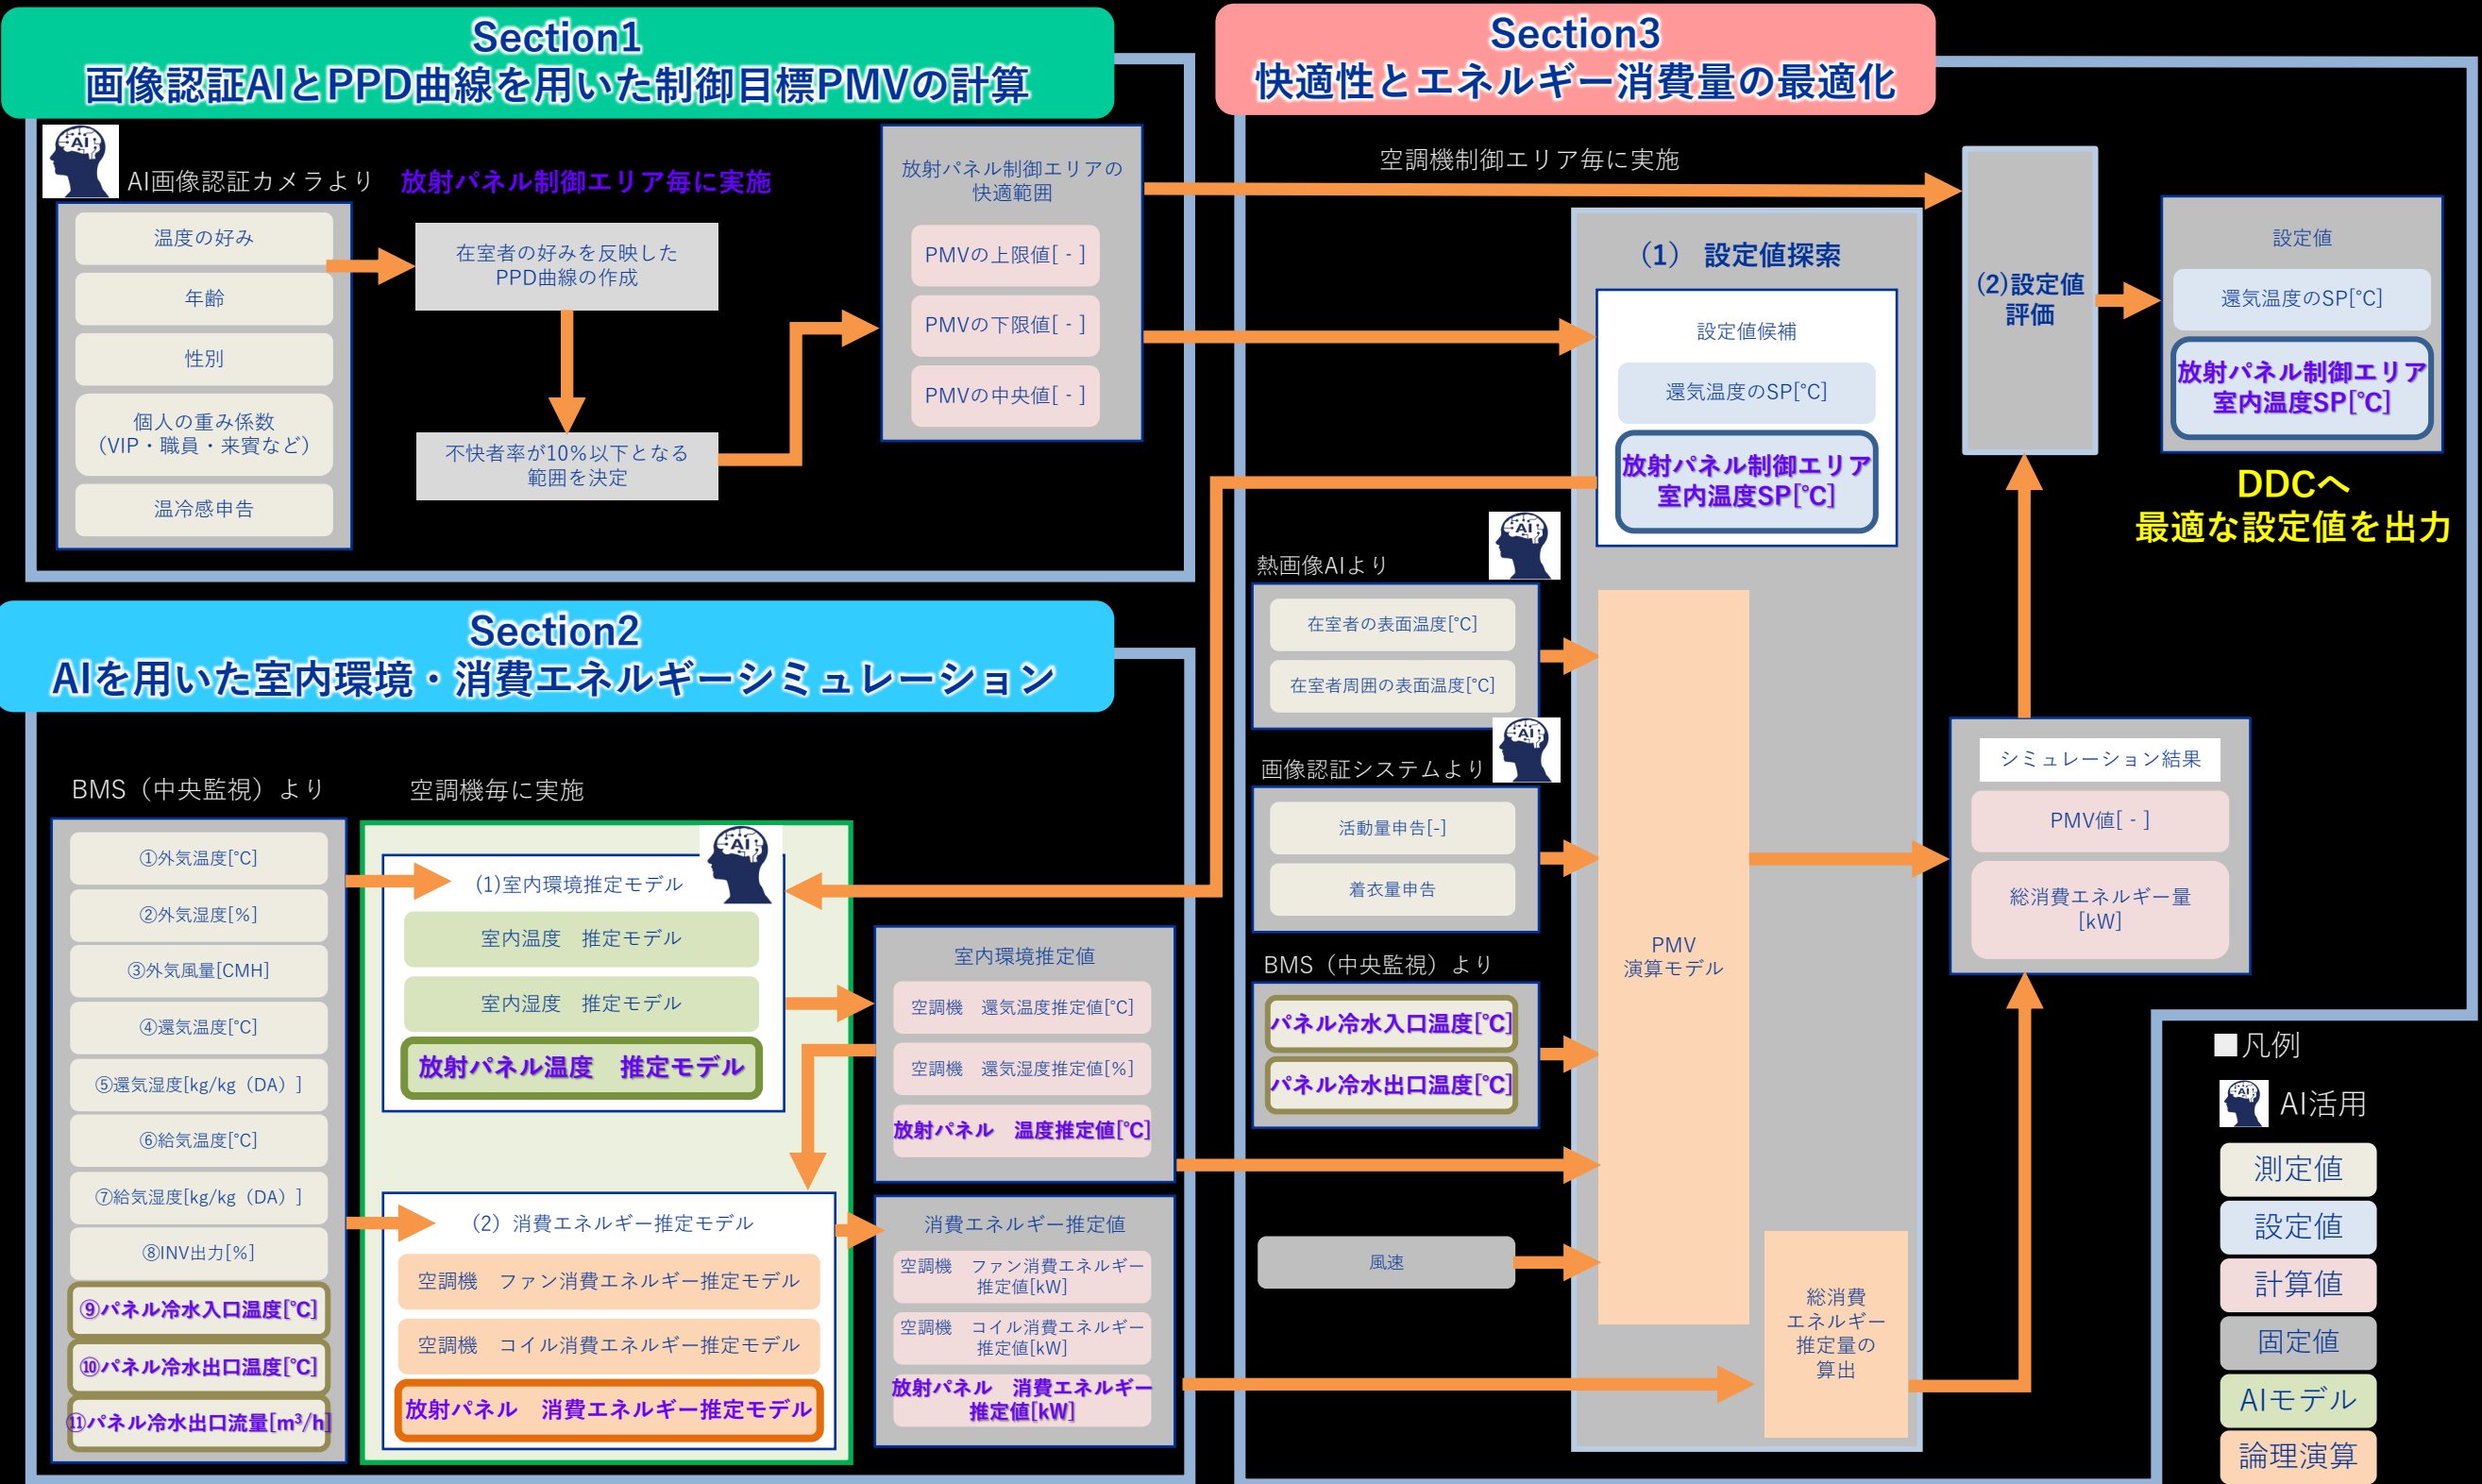 Section1
画像認証AIとPPD曲線を用いた制御目標PMVの計算
AI
AI画像認証カメラより
放射パネル制御エリア毎に実施
温度の好み
年齢
性別
個人の重み係数
（VIP・職員・来賓など）
温冷感申告
在室者の好みを反映した
PPD曲線の作成
不快者率が10%以下となる
範囲を決定
放射パネル制御エリアの
快適範囲
PMVの上限値[ - ]
PMVの下限値[ - ]
PMVの中央値[ - ]
Section2
AIを用いた室内環境・消費エネルギーシミュレーション
BMS（中央監視）より
①外気温度[℃]
②外気湿度[%]
③外気風量[CMH]
④還気温度[℃]
⑤還気湿度[kg/kg（DA）]
⑥給気温度[℃]
⑦給気湿度[kg/kg（DA）]
⑧INV出力[%]
⑨パネル冷水入口温度[℃]
⑩パネル冷水出口温度[℃]
⑪パネル冷水出口流量[m³/h]
空調機毎に実施
AI
(1)室内環境推定モデル
室内温度　推定モデル
室内湿度　推定モデル
放射パネル温度　推定モデル
（2）消費エネルギー推定モデル
空調機　ファン消費エネルギー推定モデル
空調機　コイル消費エネルギー推定モデル
放射パネル　消費エネルギー推定モデル
室内環境推定値
空調機　還気温度推定値[℃]
空調機　還気湿度推定値[%]
放射パネル　温度推定値[℃]
消費エネルギー推定値
空調機　ファン消費エネルギー
推定値[kW]
空調機　コイル消費エネルギー
推定値[kW]
放射パネル　消費エネルギー
推定値[kW]
Section3
快適性とエネルギー消費量の最適化
空調機制御エリア毎に実施
（1）設定値探索
設定値候補
還気温度のSP[℃]
放射パネル制御エリア
室内温度SP[℃]
熱画像AIより
AI
在室者の表面温度[℃]
在室者周囲の表面温度[℃]
画像認証システムより
AI
活動量申告[-]
着衣量申告
BMS（中央監視）より
パネル冷水入口温度[℃]
パネル冷水出口温度[℃]
風速
PMV
演算モデル
総消費
エネルギー
推定量の
算出
(2)設定値
評価
設定値
還気温度のSP[℃]
放射パネル制御エリア
室内温度SP[℃]
DDCへ
最適な設定値を出力
シミュレーション結果
PMV値[ - ]
総消費エネルギー量
[kW]
■凡例
AI
AI活用
測定値
設定値
計算値
固定値
AIモデル
論理演算